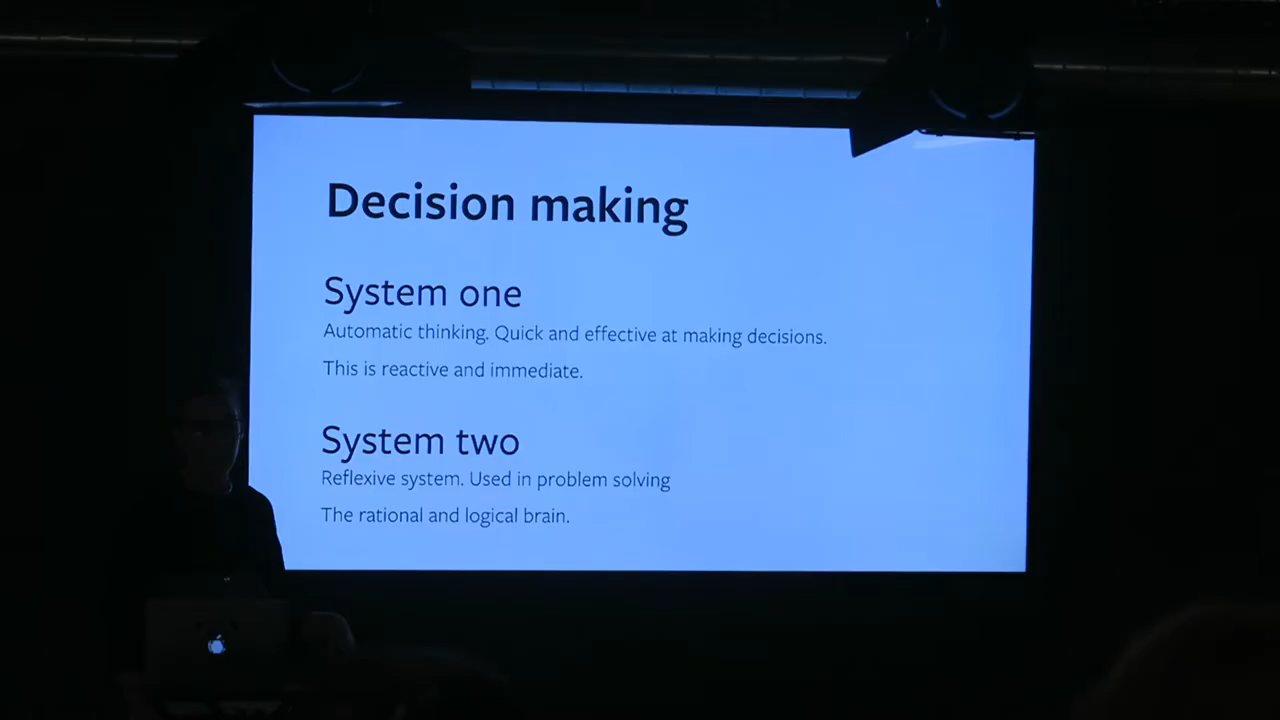 Decision making
System one
Automatic thinking. Quick and effective at making decisions.
This is reactive and immediate.
System two
Reflexive system. Used in problem solving
The rational and logical brain.